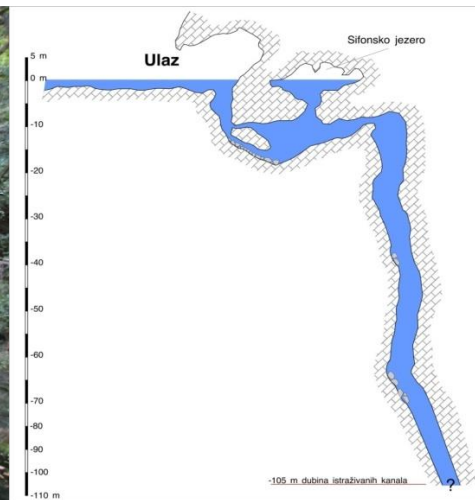 5 m
0 m
-10
-20
-30
-40
-50
-60
-70
-80
-90
-100
-110 m
Ulaz
Sifonsko jezero
-105 m dubina istraživanih kanala
?